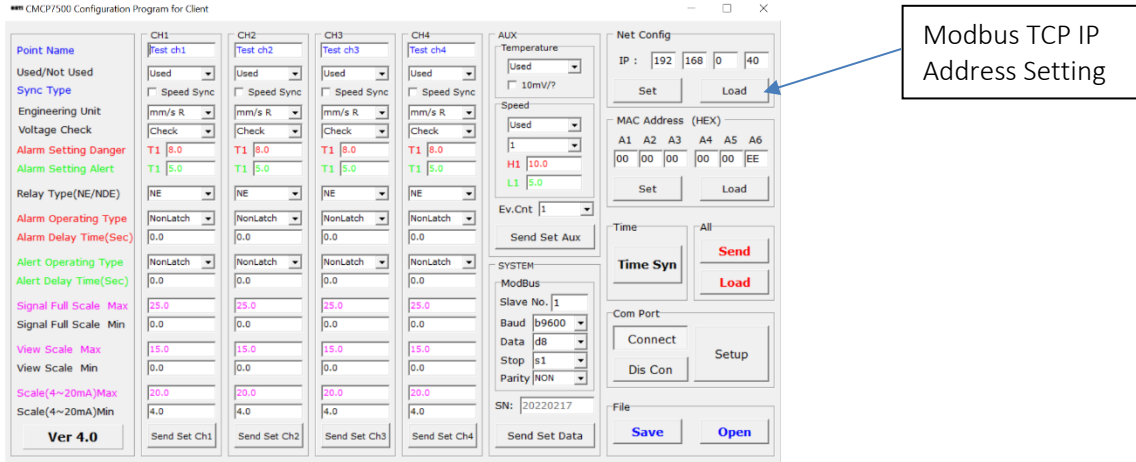 CMCP7500 Configuration Program for Client
Modbus TCP IP
Address Setting
Point Name
Used/Not Used
Sync Type
Engineering Unit
Voltage Check
Alarm Setting Danger
Alarm Setting Alert
Relay Type(NE/NDE)
Alarm Operating Type
Alarm Delay Time(Sec)
Alert Operating Type
Alert Delay Time(Sec)
Signal Full Scale Max
Signal Full Scale Min
View Scale Max
View Scale Min
Scale(4~20mA)Max
Scale(4~20mA)Min
Ver 4.0
CH1
Test ch1
Used
Speed Sync
mm/s R
Check
T1 8.0
T1 5.0
NE
NonLatch
0.0
NonLatch
0.0
25.0
0.0
15.0
0.0
20.0
4.0
Send Set Ch1
CH2
Test ch2
Used
Speed Sync
mm/s R
Check
T1 8.0
T1 5.0
NE
NonLatch
0.0
NonLatch
0.0
25.0
0.0
15.0
0.0
20.0
4.0
Send Set Ch2
CH3
Test ch3
Used
Speed Sync
mm/s R
Check
T1 8.0
T1 5.0
NE
NonLatch
0.0
NonLatch
0.0
25.0
0.0
15.0
0.0
20.0
4.0
Send Set Ch3
CH4
Test ch4
Used
Speed Sync
mm/s R
Check
T1 8.0
T1 5.0
NE
NonLatch
0.0
NonLatch
0.0
25.0
0.0
15.0
0.0
20.0
4.0
Send Set Ch4
AUX
Temperature
Used
10mV/?
Speed
Used
1
H1 10.0
L1 5.0
Ev.Cnt 1
Send Set Aux
SYSTEM
ModBus
Slave No. 1
Baud b9600
Data d8
Stop s1
Parity NON
SN: 20220217
Send Set Data
Net Config
IP : 192 168 0 40
Set Load
MAC Address (HEX)
A1 A2 A3 A4 A5 A6
00 00 00 00 00 EE
Set Load
Time
Time Syn
All
Send
Load
Com Port
Connect
Dis Con
Setup
File
Save Open